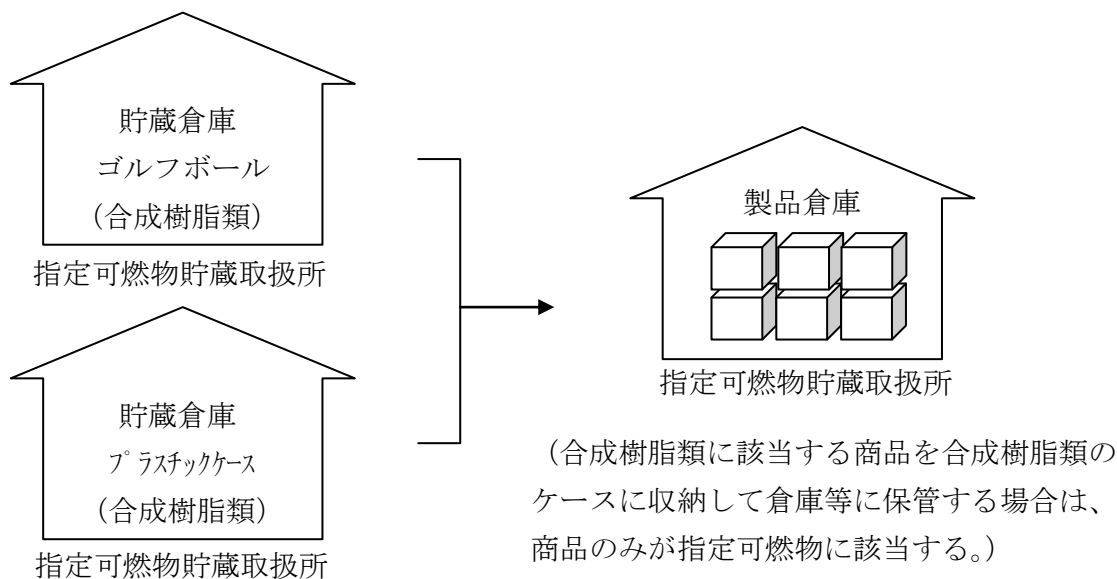 貯蔵倉庫
ゴルフボール
（合成樹脂類）
指定可燃物貯蔵取扱所
貯蔵倉庫
プラスチックケース
（合成樹脂類）
指定可燃物貯蔵取扱所
製品倉庫
指定可燃物貯蔵取扱所
（合成樹脂類に該当する商品を合成樹脂類の
ケースに収納して倉庫等に保管する場合は、
商品のみが指定可燃物に該当する。）